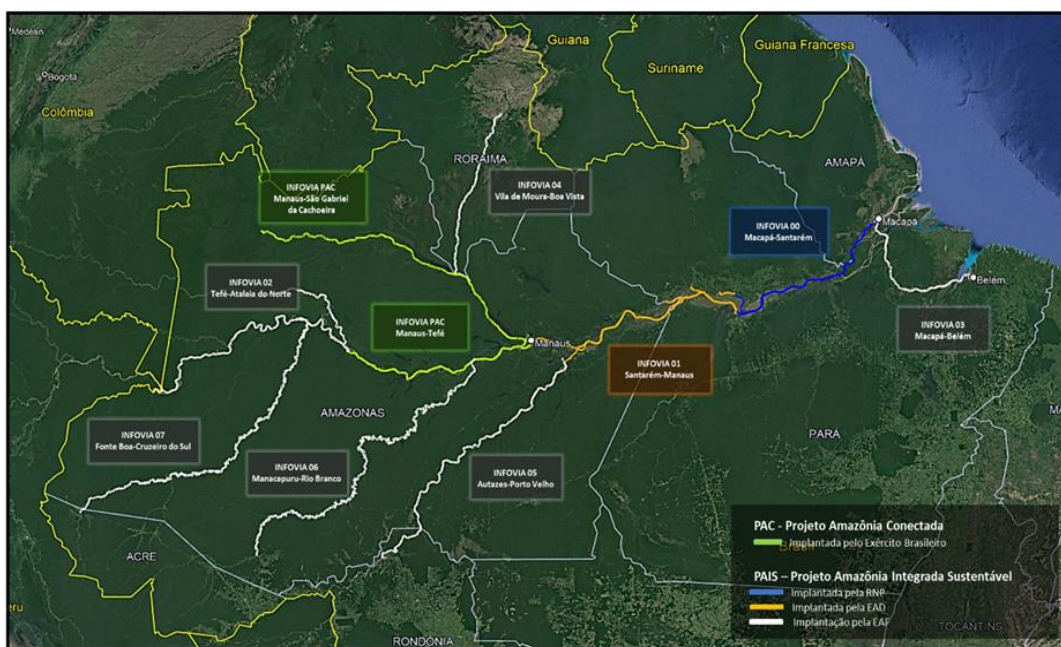 Medellín
Bogotá
Colômbia
Guiana
Suriname
Guiana Francesa
RORAIMA
AMAPÁ
INFOVIA PAC
Manaus-São Gabriel
da Cachoeira
INFOVIA 04
Vila de Moura-Boa Vista
INFOVIA 00
Macapá-Santarém
Macapá
Belém
INFOVIA 02
Tefé-Atalaia do Norte
INFOVIA PAC
Manaus-Tefé
Manaus
INFOVIA 03
Macapá-Belém
INFOVIA 01
Santarém-Manaus
AMAZONAS
MA
PARÁ
INFOVIA 07
Fonte Boa-Cruzeiro do Sul
INFOVIA 06
Manacapuru-Rio Branco
INFOVIA 05
Autazes-Porto Velho
ACRE
eru
RONDÔNIA
PAC - Projeto Amazônia Conectada
Implantada pelo Exército Brasileiro
Brasil
PAIS – Projeto Amazônia Integrada Sustentável
Implantada pela RNP
Implantada pela EAD
Implantação pela EAF
TOCANTINS